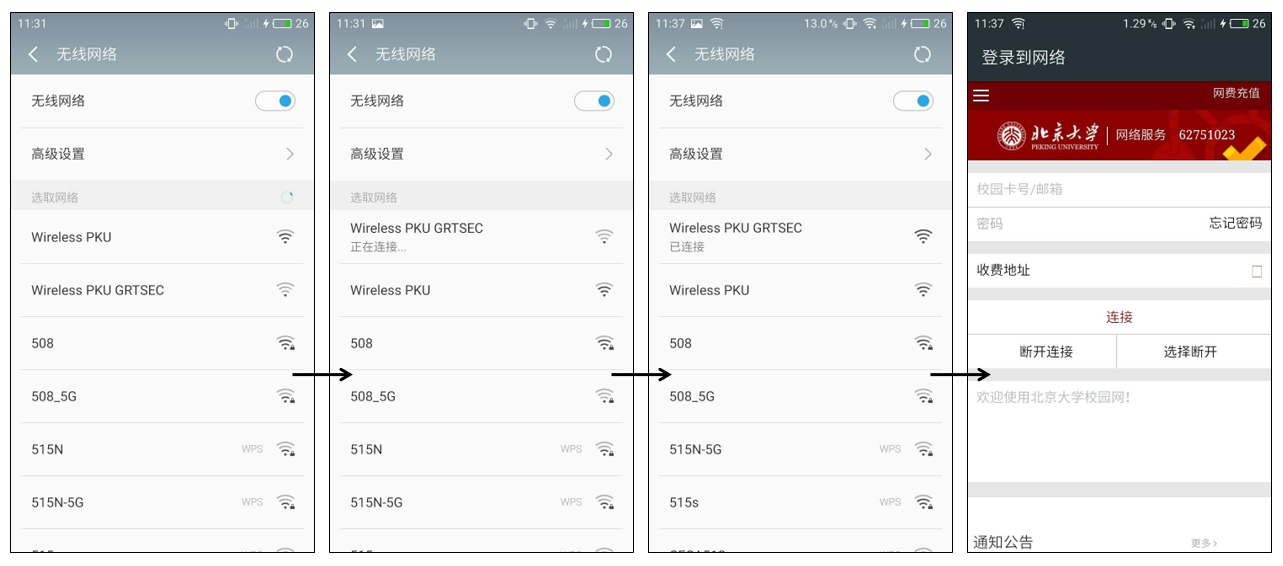 11:31
26
无线网络
无线网络
高级设置
选取网络
Wireless PKU
Wireless PKU GRTSEC
508
508_5G
515N
WPS
515N-5G
WPS
11:31
26
无线网络
无线网络
高级设置
选取网络
Wireless PKU GRTSEC
正在连接...
Wireless PKU
508
508_5G
515N
WPS
515N-5G
WPS
11:37
13.0%
26
无线网络
无线网络
高级设置
选取网络
Wireless PKU GRTSEC
已连接
Wireless PKU
508
508_5G
515N-5G
WPS
515s
WPS
11:37
1.29%
26
登录到网络
网费充值
北京大学
PEKING UNIVERSITY
网络服务 62751023
校园卡号/邮箱
密码
忘记密码
收费地址
连接
断开连接
选择断开
欢迎使用北京大学校园网!
通知公告
更多›